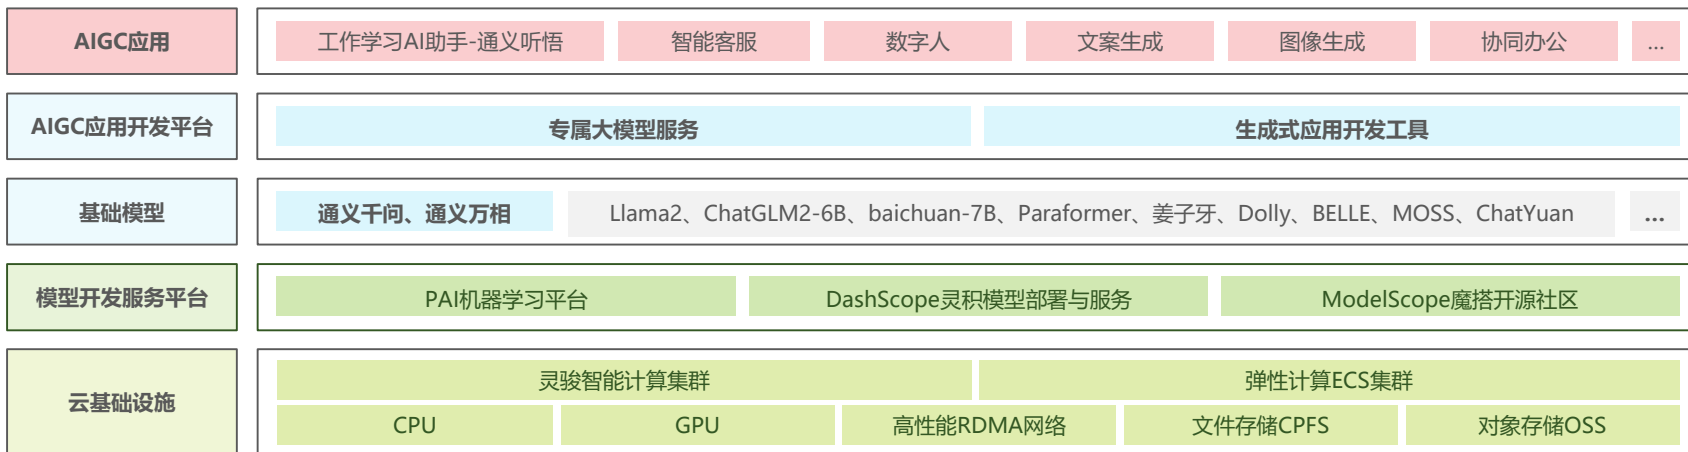 AIGC应用
工作学习AI助手-通义听悟
智能客服
数字人
文案生成
图像生成
协同办公
...
AIGC应用开发平台
专属大模型服务
生成式应用开发工具
基础模型
通义千问、通义万相
Llama2、ChatGLM2-6B、baichuan-7B、Paraformer、姜子牙、Dolly、BELLE、MOSS、ChatYuan
...
模型开发服务平台
PAI机器学习平台
DashScope灵积模型部署与服务
ModelScope魔搭开源社区
云基础设施
灵骏智能计算集群
弹性计算ECS集群
CPU
GPU
高性能RDMA网络
文件存储CPFS
对象存储OSS